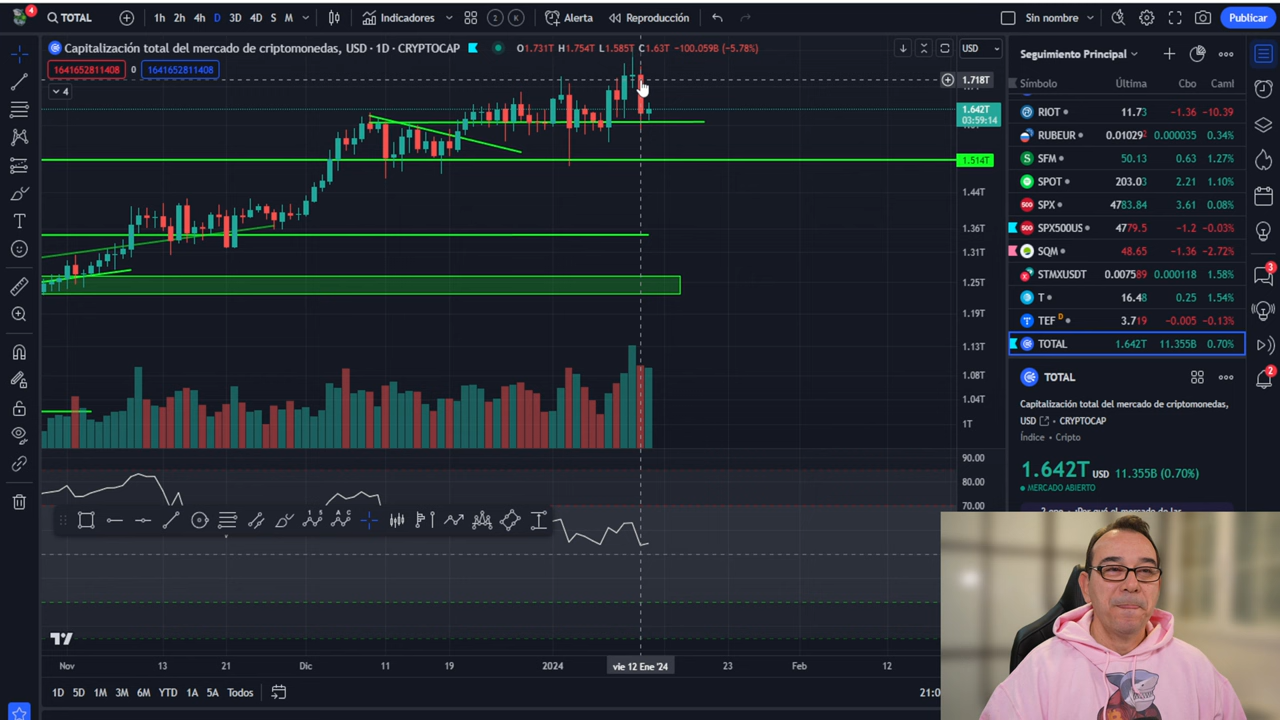 4
TOTAL
1h 2h 4h D 3D 4D S M
Indicadores
2 K
Alerta
Reproducción
Sin nombre
Publicar
Capitalización total del mercado de criptomonedas, USD · 1D · CRYPTOCAP
O1.731T H1.754T L1.585T C1.63T −100.059B (−5.78%)
1641652811408 0 1641652811408
4
USD
1.718T
1.642T
03:59:14
1.514T
1.44T
1.36T
1.31T
1.25T
1.19T
1.13T
1.08T
1.04T
1T
90.00
80.00
70.00
Nov 13 21 Dic 11 19 2024 vie 12 Ene '24 23 Feb 12
1D 5D 1M 3M 6M YTD 1A 5A Todos
21:0
Seguimiento Principal
Símbolo Última Cbo Cam
RIOT 11.73 −1.36 −10.39
RUBEUR 0.01029² 0.000035 0.34%
SFM 50.13 0.63 1.27%
SPOT 203.03 2.21 1.10%
SPX 4783.84 3.61 0.08%
SPX500US 4779.5 −1.2 −0.03%
SQM 48.65 −1.36 −2.72%
STMXUSDT 0.007589 0.000118 1.58%
T 16.48 0.25 1.54%
TEF D 3.719 −0.005 −0.13%
TOTAL 1.642T 11.355B 0.70%
TOTAL
Capitalización total del mercado de criptomonedas,
USD · CRYPTOCAP
Índice · Cripto
1.642T USD 11.355B (0.70%)
MERCADO ABIERTO
3
2